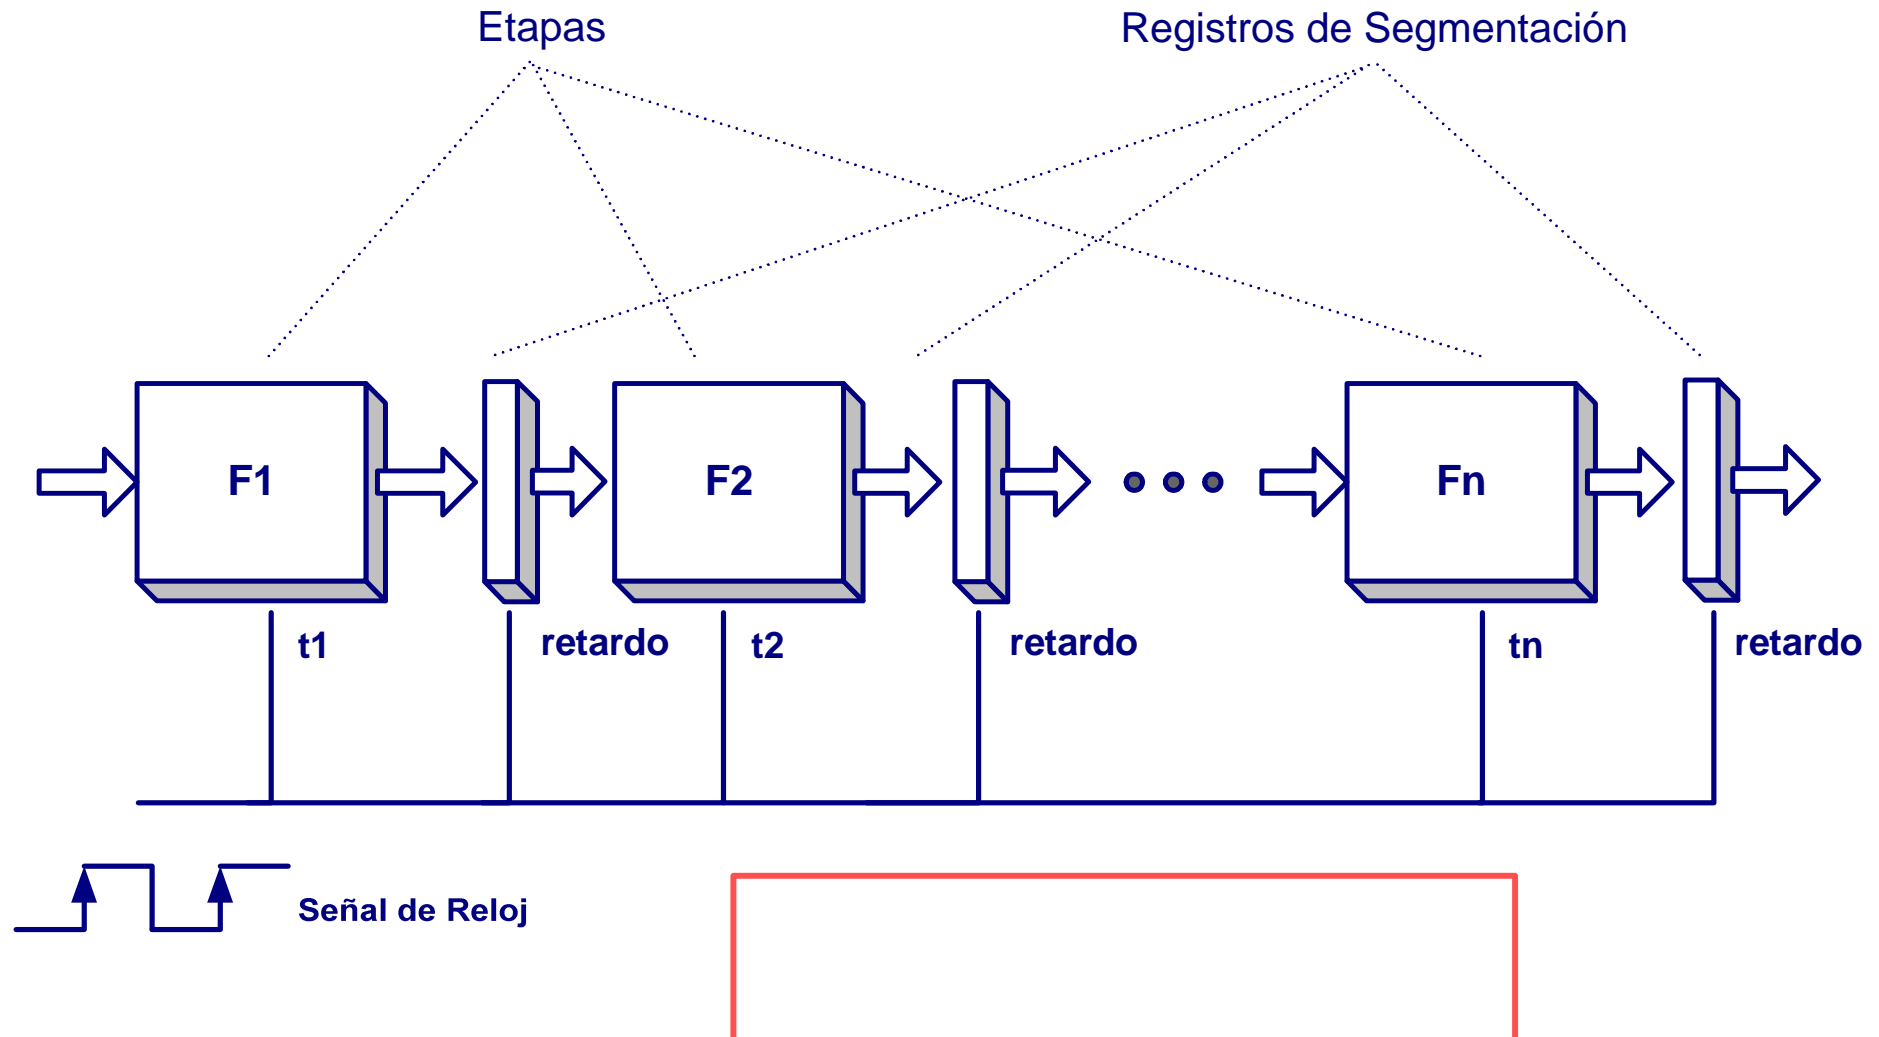 Etapas
Registros de Segmentación
F1
F2
Fn
t1
retardo
t2
retardo
tn
retardo
Señal de Reloj